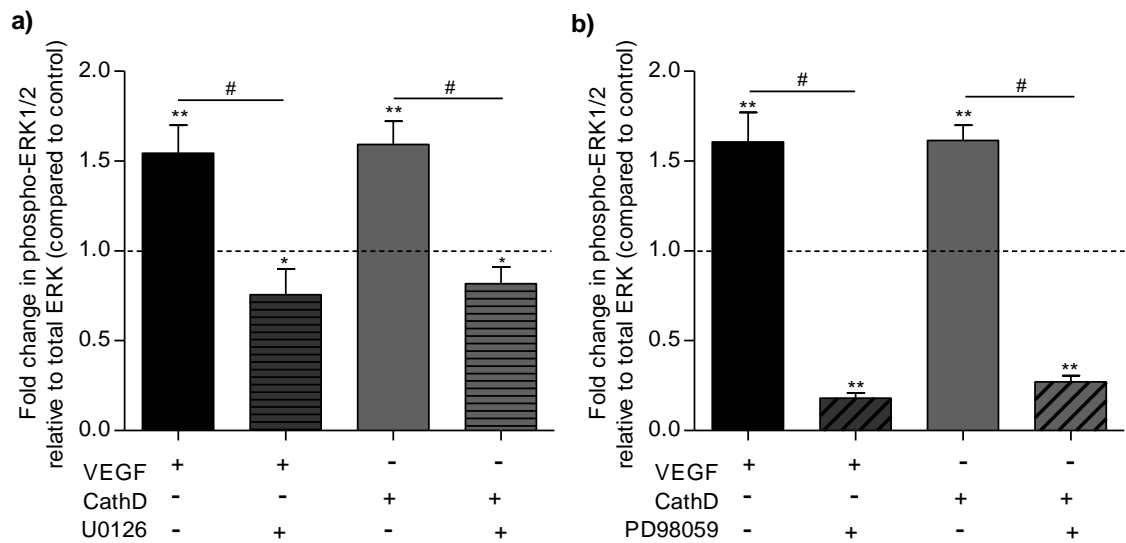 a)
Fold change in phospho-ERK1/2
relative to total ERK (compared to control)
2.0
1.5
1.0
0.5
0.0
#
#
**
**
*
*
VEGF + + - -
CathD - - + +
U0126 - + - +
b)
Fold change in phospho-ERK1/2
relative to total ERK (compared to control)
2.0
1.5
1.0
0.5
0.0
#
#
**
**
**
**
VEGF + + - -
CathD - - + +
PD98059 - + - +